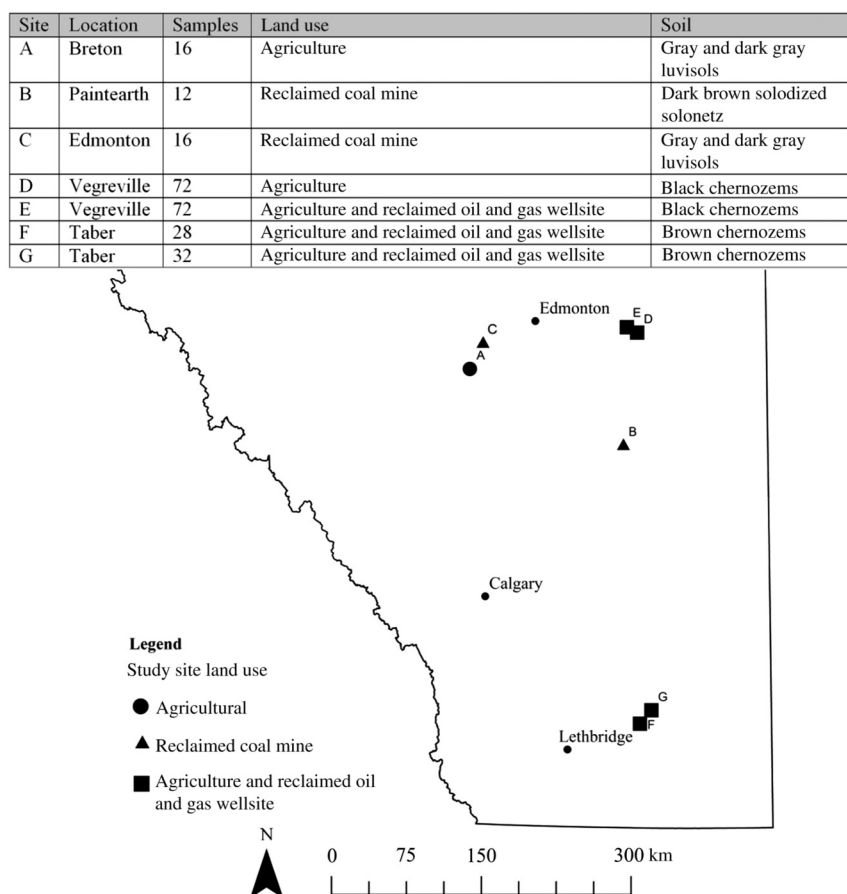 Site Location Samples Land use Soil
A Breton 16 Agriculture Gray and dark gray
luvisols
B Paintearth 12 Reclaimed coal mine Dark brown solodized
solonetz
C Edmonton 16 Reclaimed coal mine Gray and dark gray
luvisols
D Vegreville 72 Agriculture Black chernozems
E Vegreville 72 Agriculture and reclaimed oil and gas wellsite Black chernozems
F Taber 28 Agriculture and reclaimed oil and gas wellsite Brown chernozems
G Taber 32 Agriculture and reclaimed oil and gas wellsite Brown chernozems
Edmonton
E
D
C
A
B
Calgary
Legend
Study site land use
Agricultural
Reclaimed coal mine
Agriculture and reclaimed oil
and gas wellsite
G
F
Lethbridge
N
0 75 150 300 km